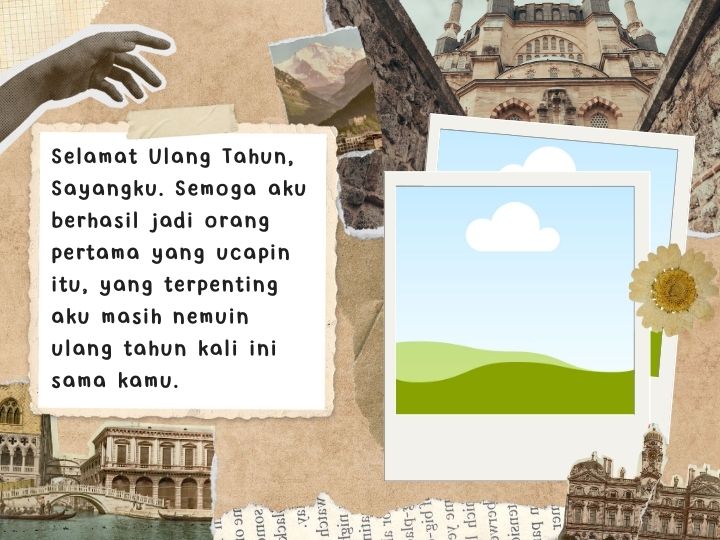 Selamat Ulang Tahun,
Sayangku. Semoga aku
berhasil jadi orang
pertama yang ucapin
itu, yang terpenting
aku masih nemuin
ulang tahun kali ini
sama kamu.